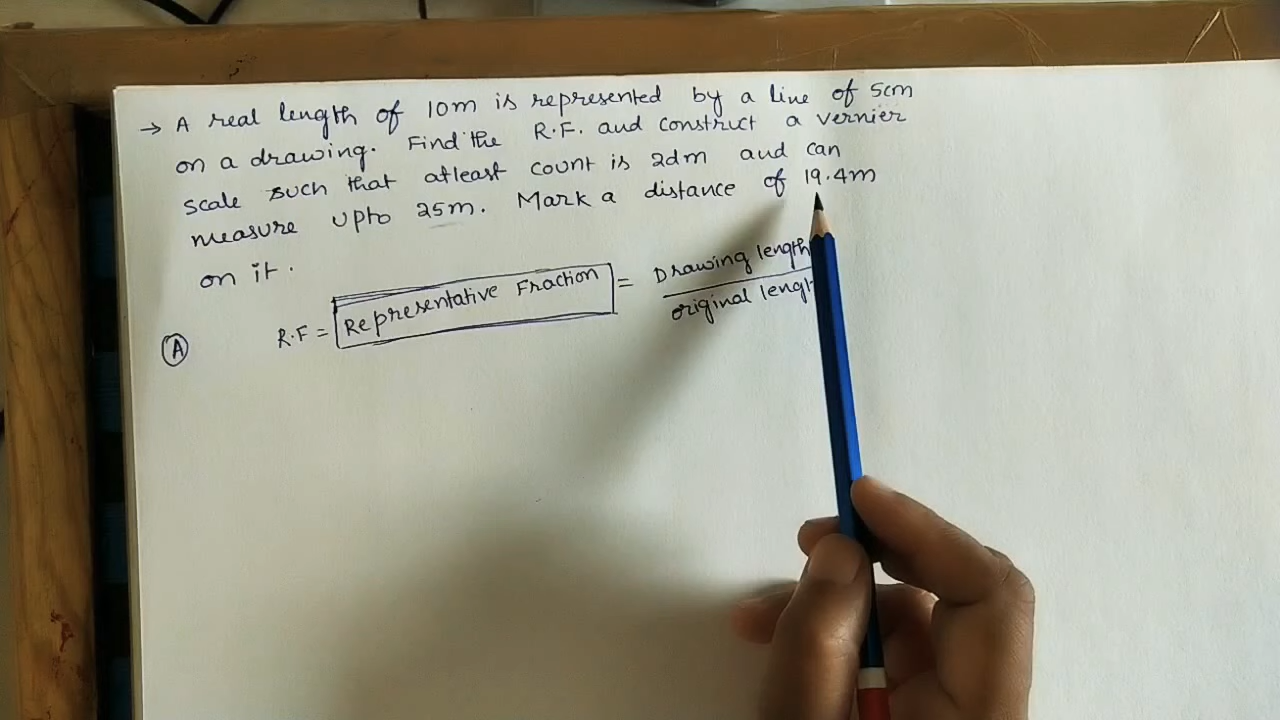 → A real length of 10m is represented by a line of 5cm
on a drawing. Find the R.F. and construct a vernier
scale such that atleast count is 2dm and can
measure upto 25m. Mark a distance of 19.4m
on it.
Ⓐ R.F = Representative Fraction = Drawing length
original length